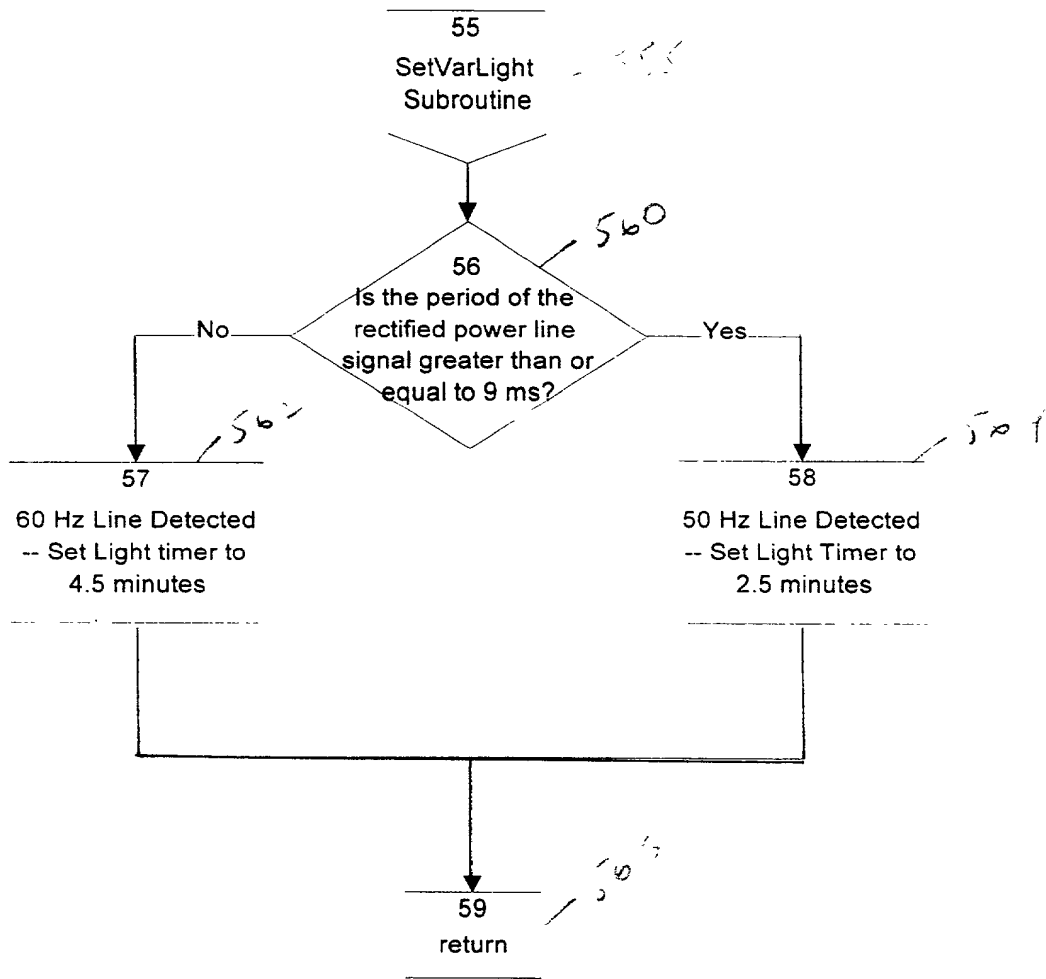 55
SetVarLight
Subroutine
560
56
Is the period of the
rectified power line
signal greater than or
equal to 9 ms?
No
Yes
57
60 Hz Line Detected
-- Set Light timer to
4.5 minutes
58
50 Hz Line Detected
-- Set Light Timer to
2.5 minutes
59
return